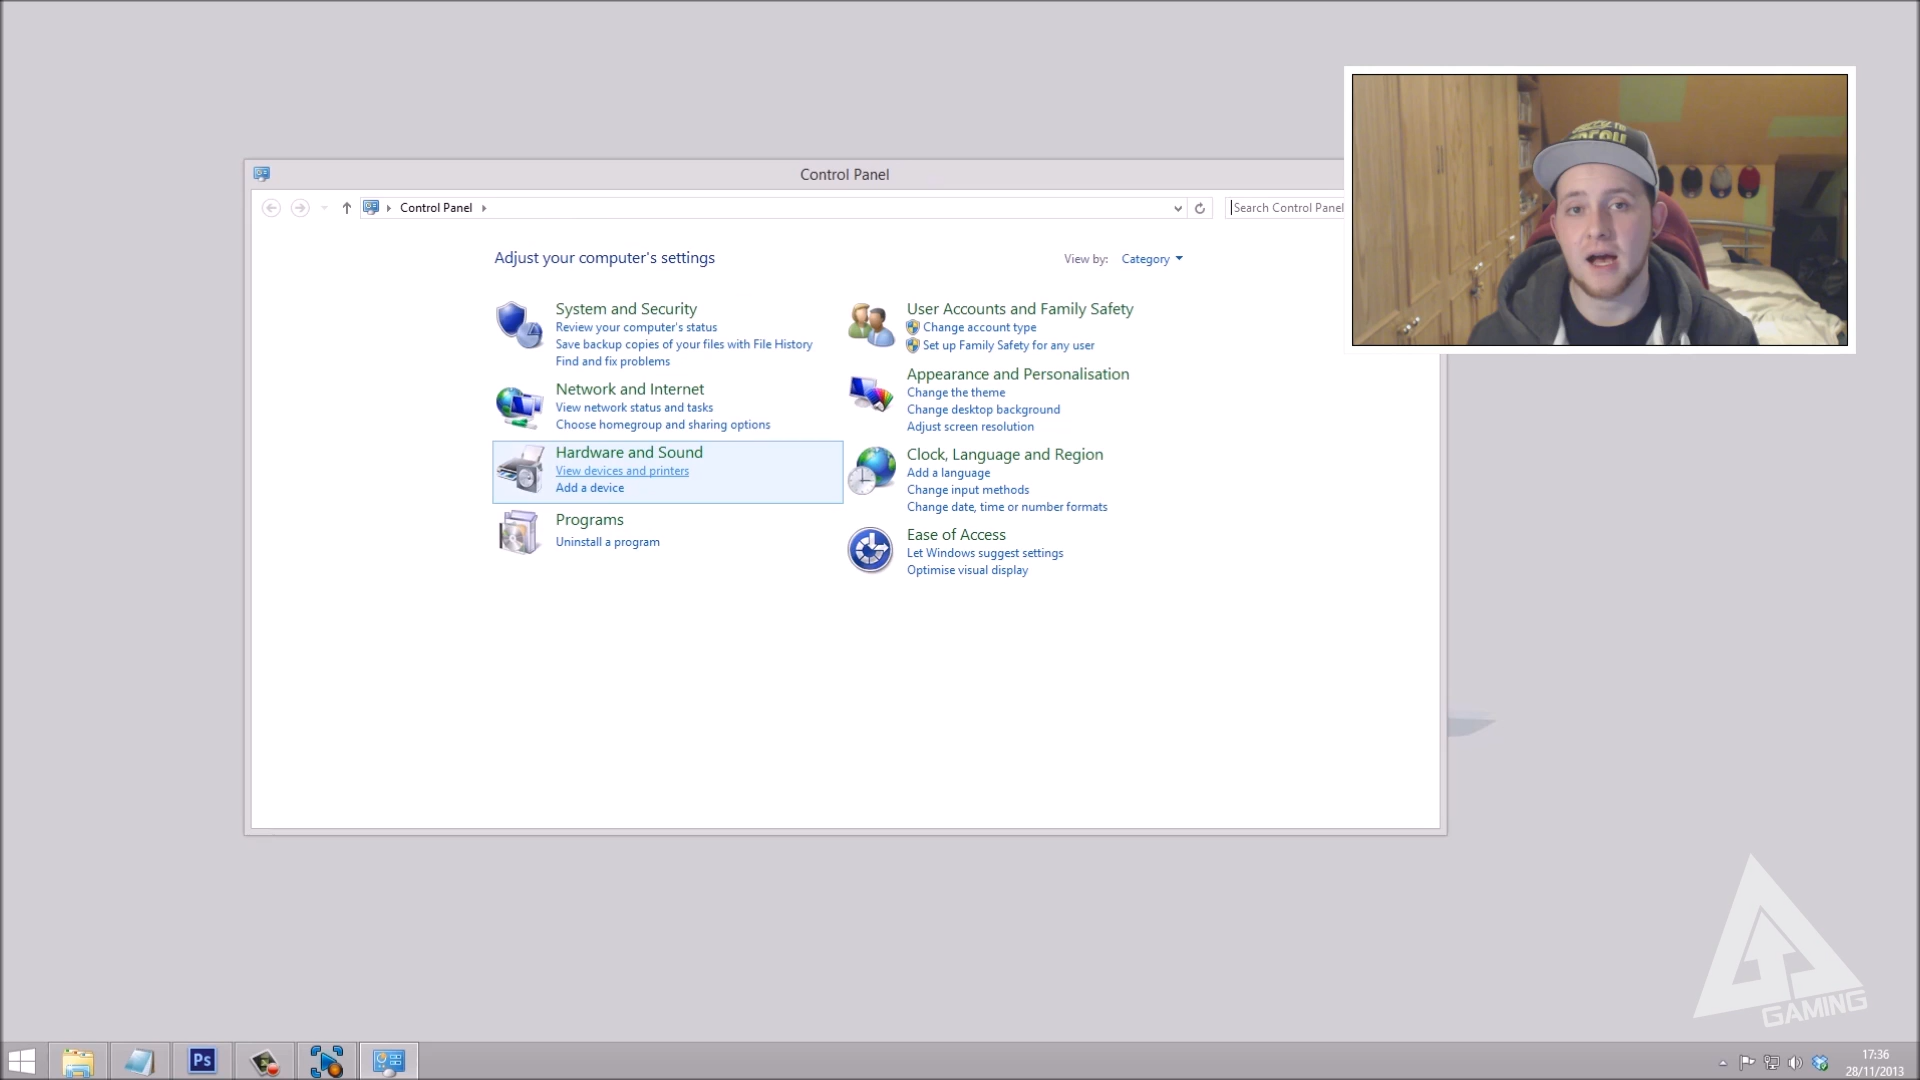 Control Panel
Control Panel
Search Control Panel
Adjust your computer's settings
View by: Category
System and Security
Review your computer's status
Save backup copies of your files with File History
Find and fix problems
Network and Internet
View network status and tasks
Choose homegroup and sharing options
Hardware and Sound
View devices and printers
Add a device
Programs
Uninstall a program
User Accounts and Family Safety
Change account type
Set up Family Safety for any user
Appearance and Personalisation
Change the theme
Change desktop background
Adjust screen resolution
Clock, Language and Region
Add a language
Change input methods
Change date, time or number formats
Ease of Access
Let Windows suggest settings
Optimise visual display
GAMING
Ps
17:36
28/11/2013